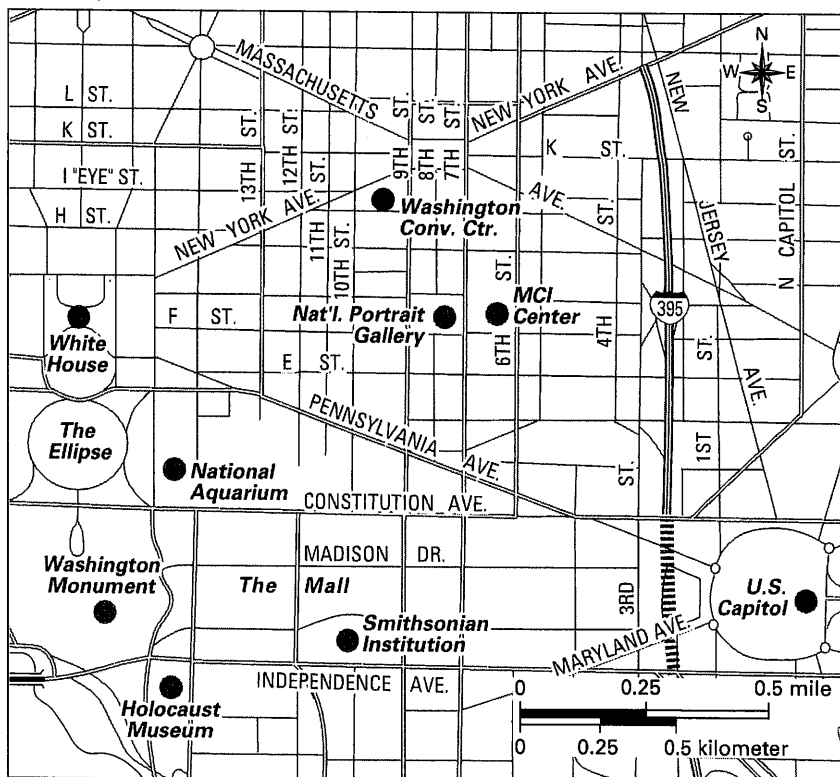 MASSACHUSETTS
AVE.
NEW YORK AVE.
NEW
JERSEY
AVE.
N
W E
S
L ST.
K ST.
I "EYE" ST.
H ST.
13TH ST.
12TH ST.
11TH ST.
10TH ST.
9TH ST.
8TH ST.
7TH ST.
K ST.
N CAPITOL ST.
NEW YORK AVE.
Washington
Conv. Ctr.
White
House
F ST.
Nat'l. Portrait
Gallery
6TH ST.
MCI
Center
4TH ST.
395
1ST ST.
E ST.
PENNSYLVANIA AVE.
The
Ellipse
National
Aquarium
CONSTITUTION AVE.
MADISON DR.
Washington
Monument
The Mall
3RD ST.
U.S.
Capitol
Smithsonian
Institution
MARYLAND AVE.
INDEPENDENCE AVE.
Holocaust
Museum
0 0.25 0.5 mile
0 0.25 0.5 kilometer